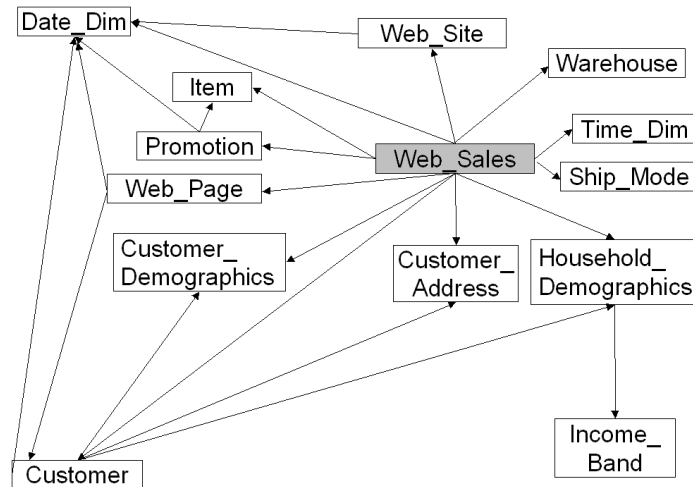 Date_Dim
Web_Site
Warehouse
Item
Time_Dim
Promotion
Web_Sales
Ship_Mode
Web_Page
Customer_
Demographics
Customer_
Address
Household_
Demographics
Income_
Band
Customer